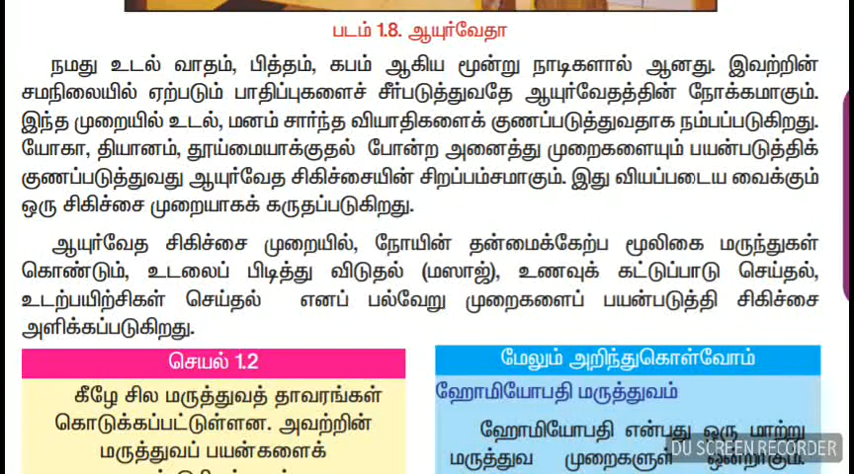 படம் 1.8. ஆயுர்வேதா
நமது உடல் வாதம், பித்தம், கபம் ஆகிய மூன்று நாடிகளால் ஆனது. இவற்றின்
சமநிலையில் ஏற்படும் பாதிப்புகளைச் சீர்படுத்துவதே ஆயுர்வேதத்தின் நோக்கமாகும்.
இந்த முறையில் உடல், மனம் சார்ந்த வியாதிகளைக் குணப்படுத்துவதாக நம்பப்படுகிறது.
யோகா, தியானம், தூய்மையாக்குதல் போன்ற அனைத்து முறைகளையும் பயன்படுத்திக்
குணப்படுத்துவது ஆயுர்வேத சிகிச்சையின் சிறப்பம்சமாகும். இது வியப்படைய வைக்கும்
ஒரு சிகிச்சை முறையாகக் கருதப்படுகிறது.
ஆயுர்வேத சிகிச்சை முறையில், நோயின் தன்மைக்கேற்ப மூலிகை மருந்துகள்
கொண்டும், உடலைப் பிடித்து விடுதல் (மஸாஜ்), உணவுக் கட்டுப்பாடு செய்தல்,
உடற்பயிற்சிகள் செய்தல் எனப் பல்வேறு முறைகளைப் பயன்படுத்தி சிகிச்சை
அளிக்கப்படுகிறது.
செயல் 1.2
கீழே சில மருத்துவத் தாவரங்கள்
கொடுக்கப்பட்டுள்ளன. அவற்றின்
மருத்துவப் பயன்களைக்
மேலும் அறிந்துகொள்வோம்
ஹோமியோபதி மருத்துவம்
ஹோமியோபதி என்பது ஒரு மாற்று
மருத்துவ முறைகளுள் ஒன்றாகும்.
DU SCREEN RECORDER